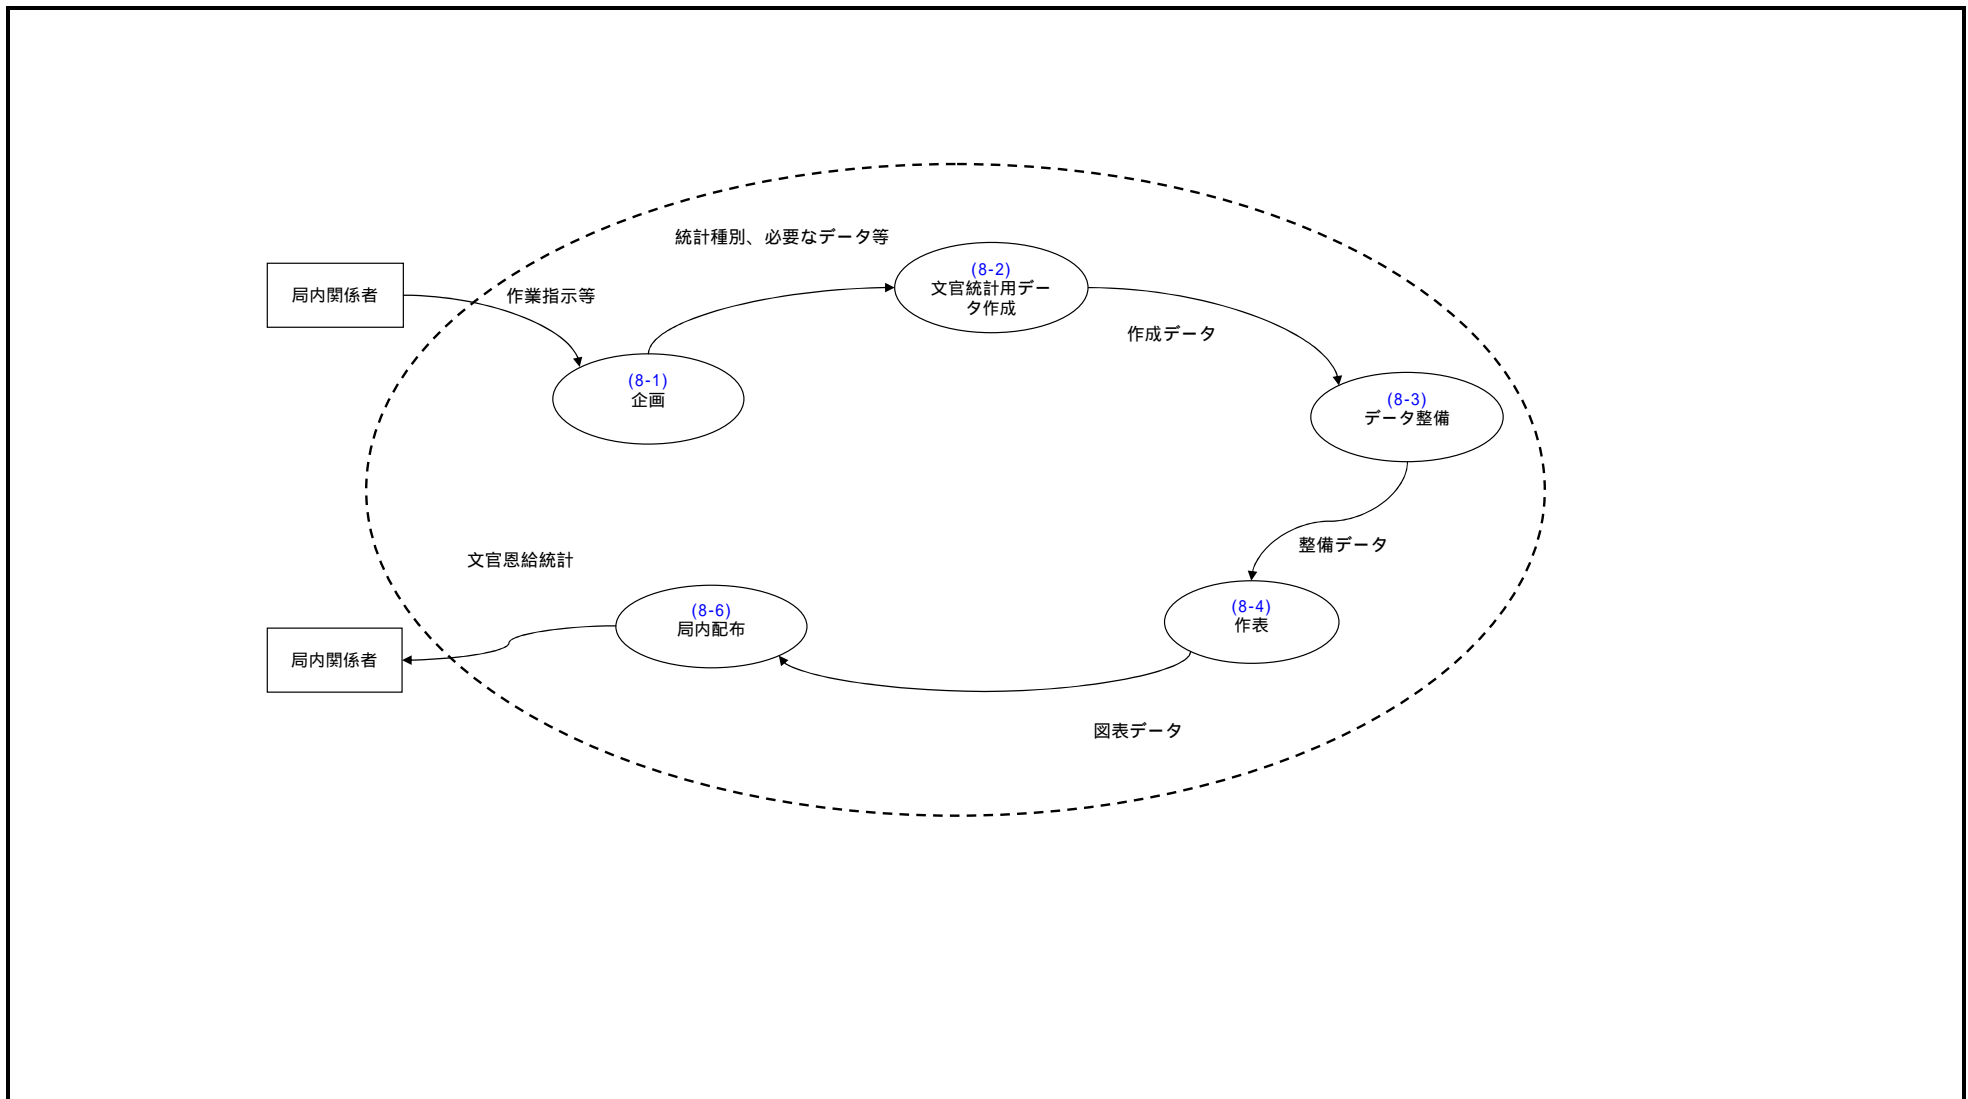 統計種別、必要なデータ等
(8-2)
文官統計用デー
タ作成
局内関係者
作業指示等
作成データ
(8-1)
企画
(8-3)
データ整備
整備データ
文官恩給統計
(8-6)
局内配布
(8-4)
作表
局内関係者
図表データ